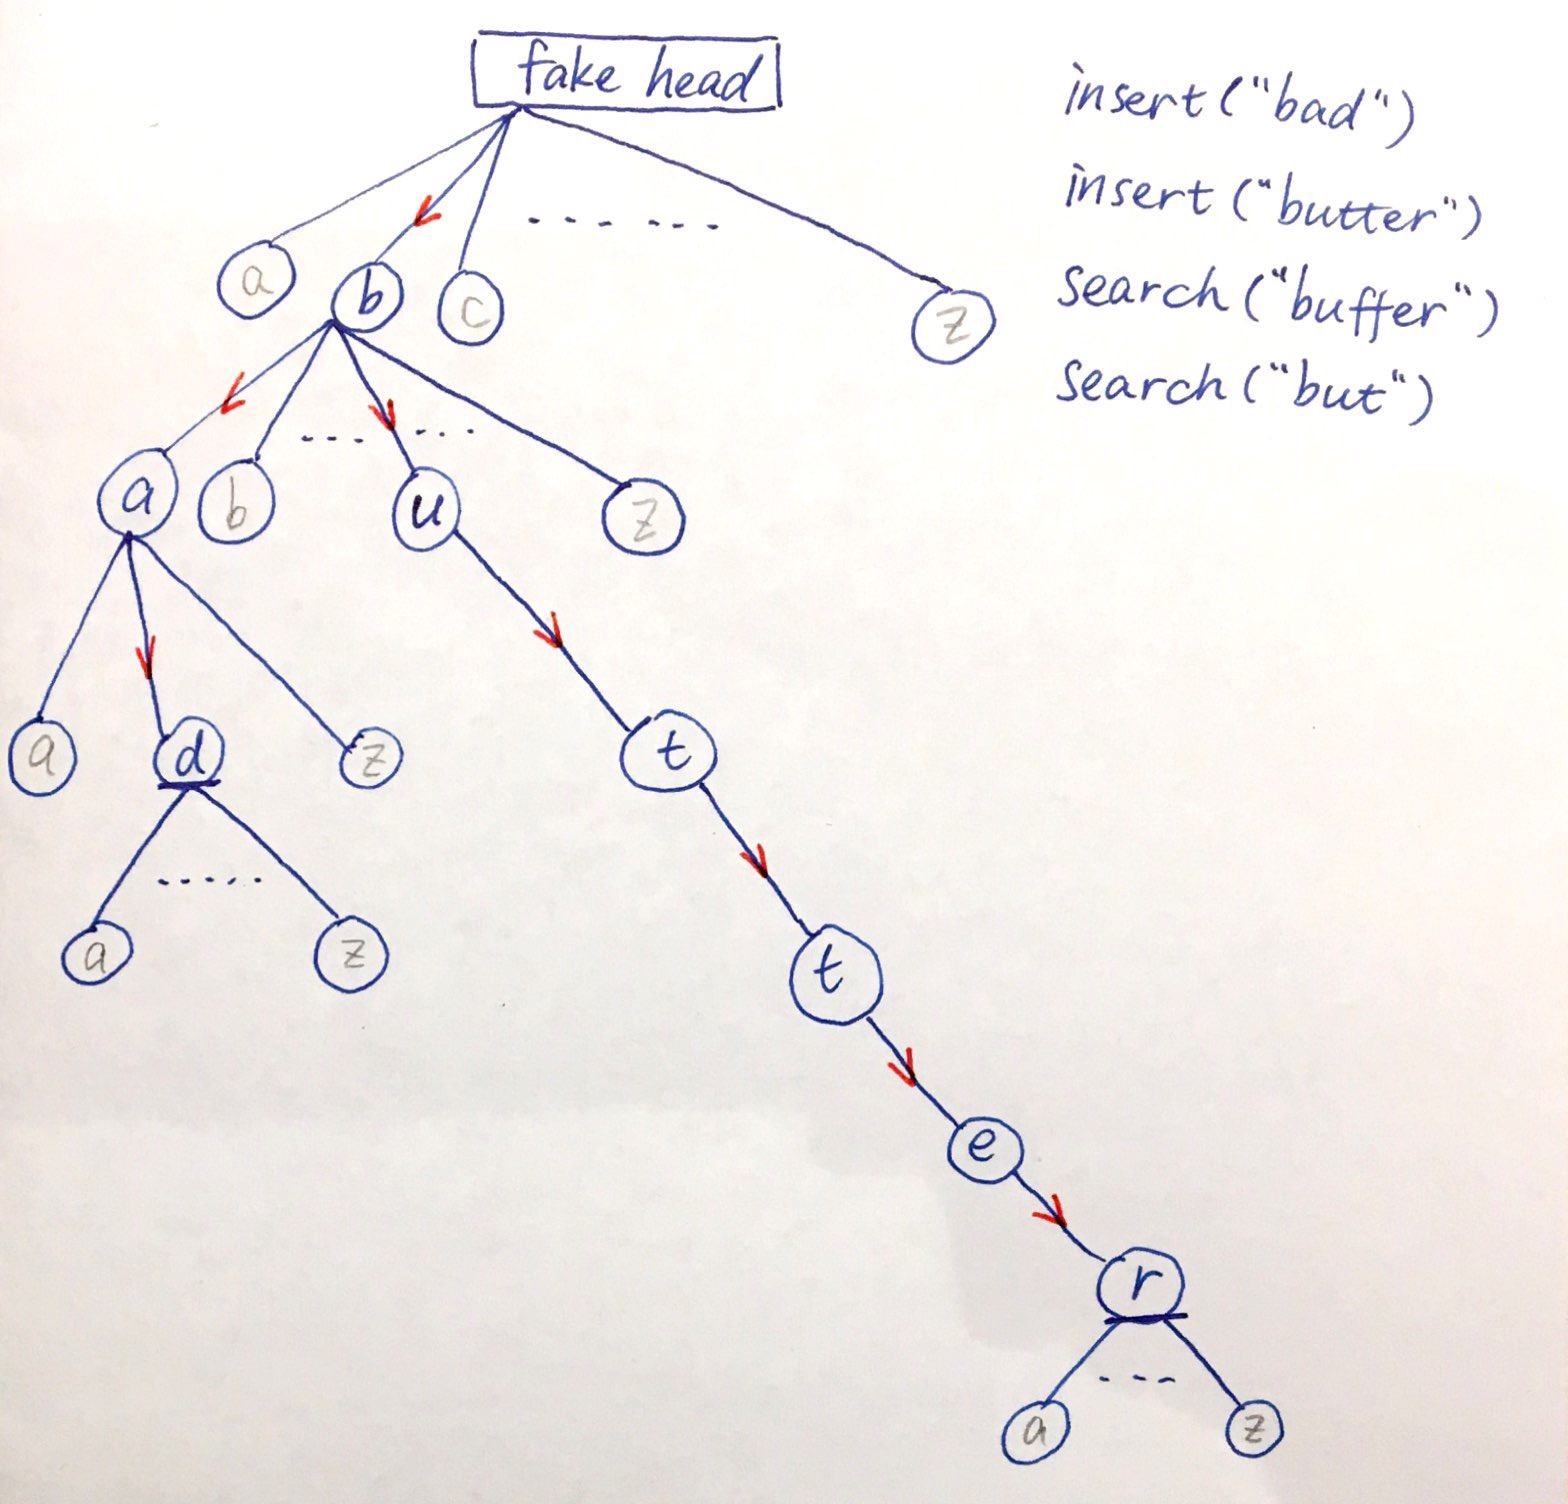 fake head
insert("bad")
insert("butter")
search("buffer")
search("but")
a b c z
a b u z
a d z t
a z t
e
r
a z